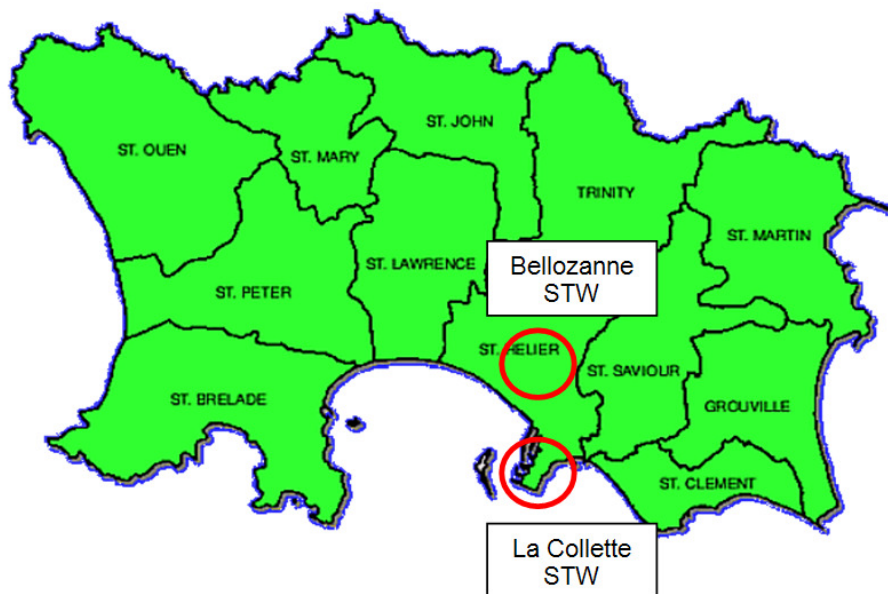 ST. JOHN
ST. OUEN
ST. MARY
TRINITY
ST. MARTIN
ST. LAWRENCE
Bellozanne
STW
ST. PETER
ST. HELIER
ST. SAVIOUR
ST. BRELADE
GROUVILLE
ST. CLEMENT
La Collette
STW